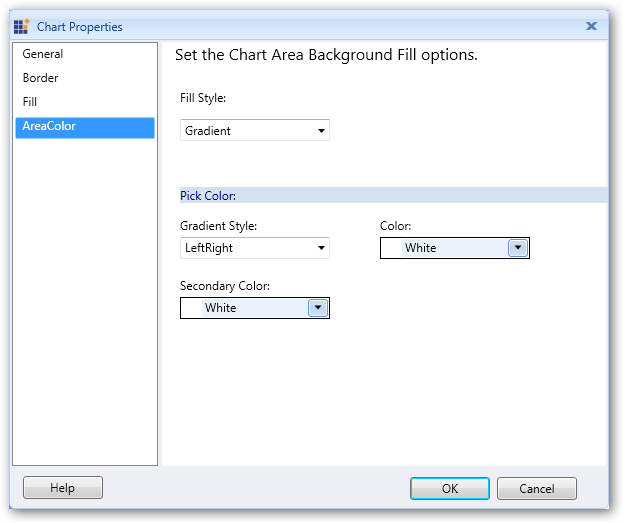 Chart Properties
General
Border
Fill
AreaColor
Set the Chart Area Background Fill options.
Fill Style:
Gradient
Pick Color:
Gradient Style:
Color:
LeftRight
White
Secondary Color:
White
Help
OK
Cancel